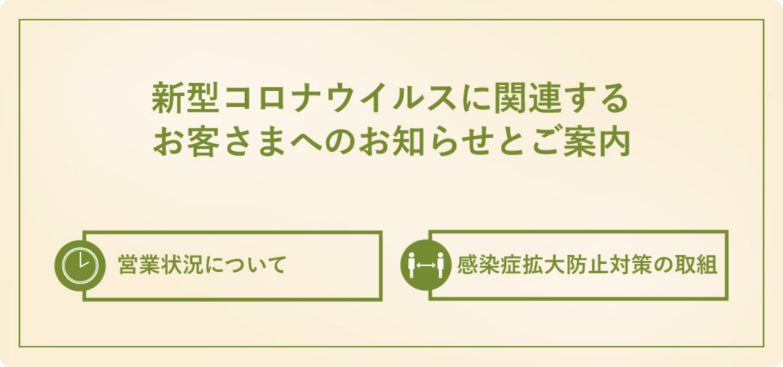 新型コロナウイルスに関連する
お客さまへのお知らせとご案内
営業状況について
感染症拡大防止対策の取組